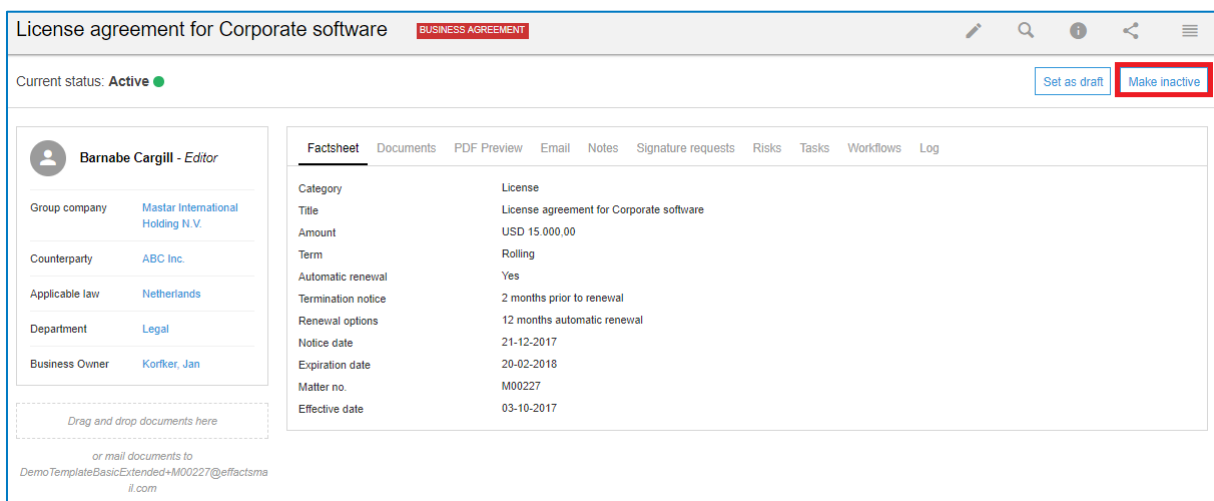 License agreement for Corporate software BUSINESS AGREEMENT
Current status: Active
Set as draft Make inactive
Barnabe Cargill - Editor
Group company Mastar International
Holding N.V.
Counterparty ABC Inc.
Applicable law Netherlands
Department Legal
Business Owner Korfker, Jan
Drag and drop documents here
or mail documents to
DemoTemplateBasicExtended+M00227@effactsma
il.com
Factsheet Documents PDF Preview Email Notes Signature requests Risks Tasks Workflows Log
Category License
Title License agreement for Corporate software
Amount USD 15.000,00
Term Rolling
Automatic renewal Yes
Termination notice 2 months prior to renewal
Renewal options 12 months automatic renewal
Notice date 21-12-2017
Expiration date 20-02-2018
Matter no. M00227
Effective date 03-10-2017